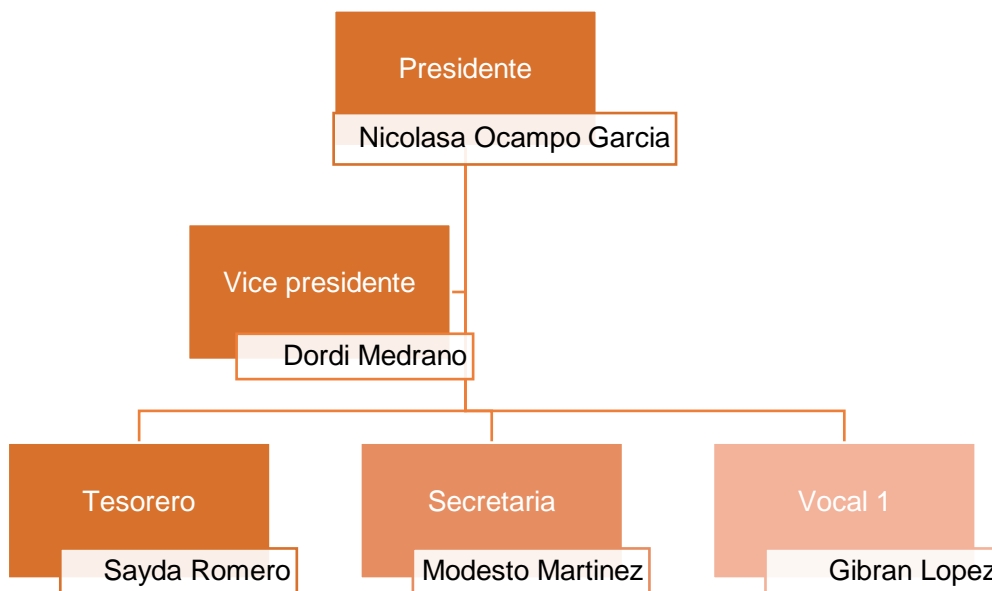 Presidente
Nicolasa Ocampo Garcia
Vice presidente
Dordi Medrano
Tesorero
Sayda Romero
Secretaria
Modesto Martinez
Vocal 1
Gibran Lopez